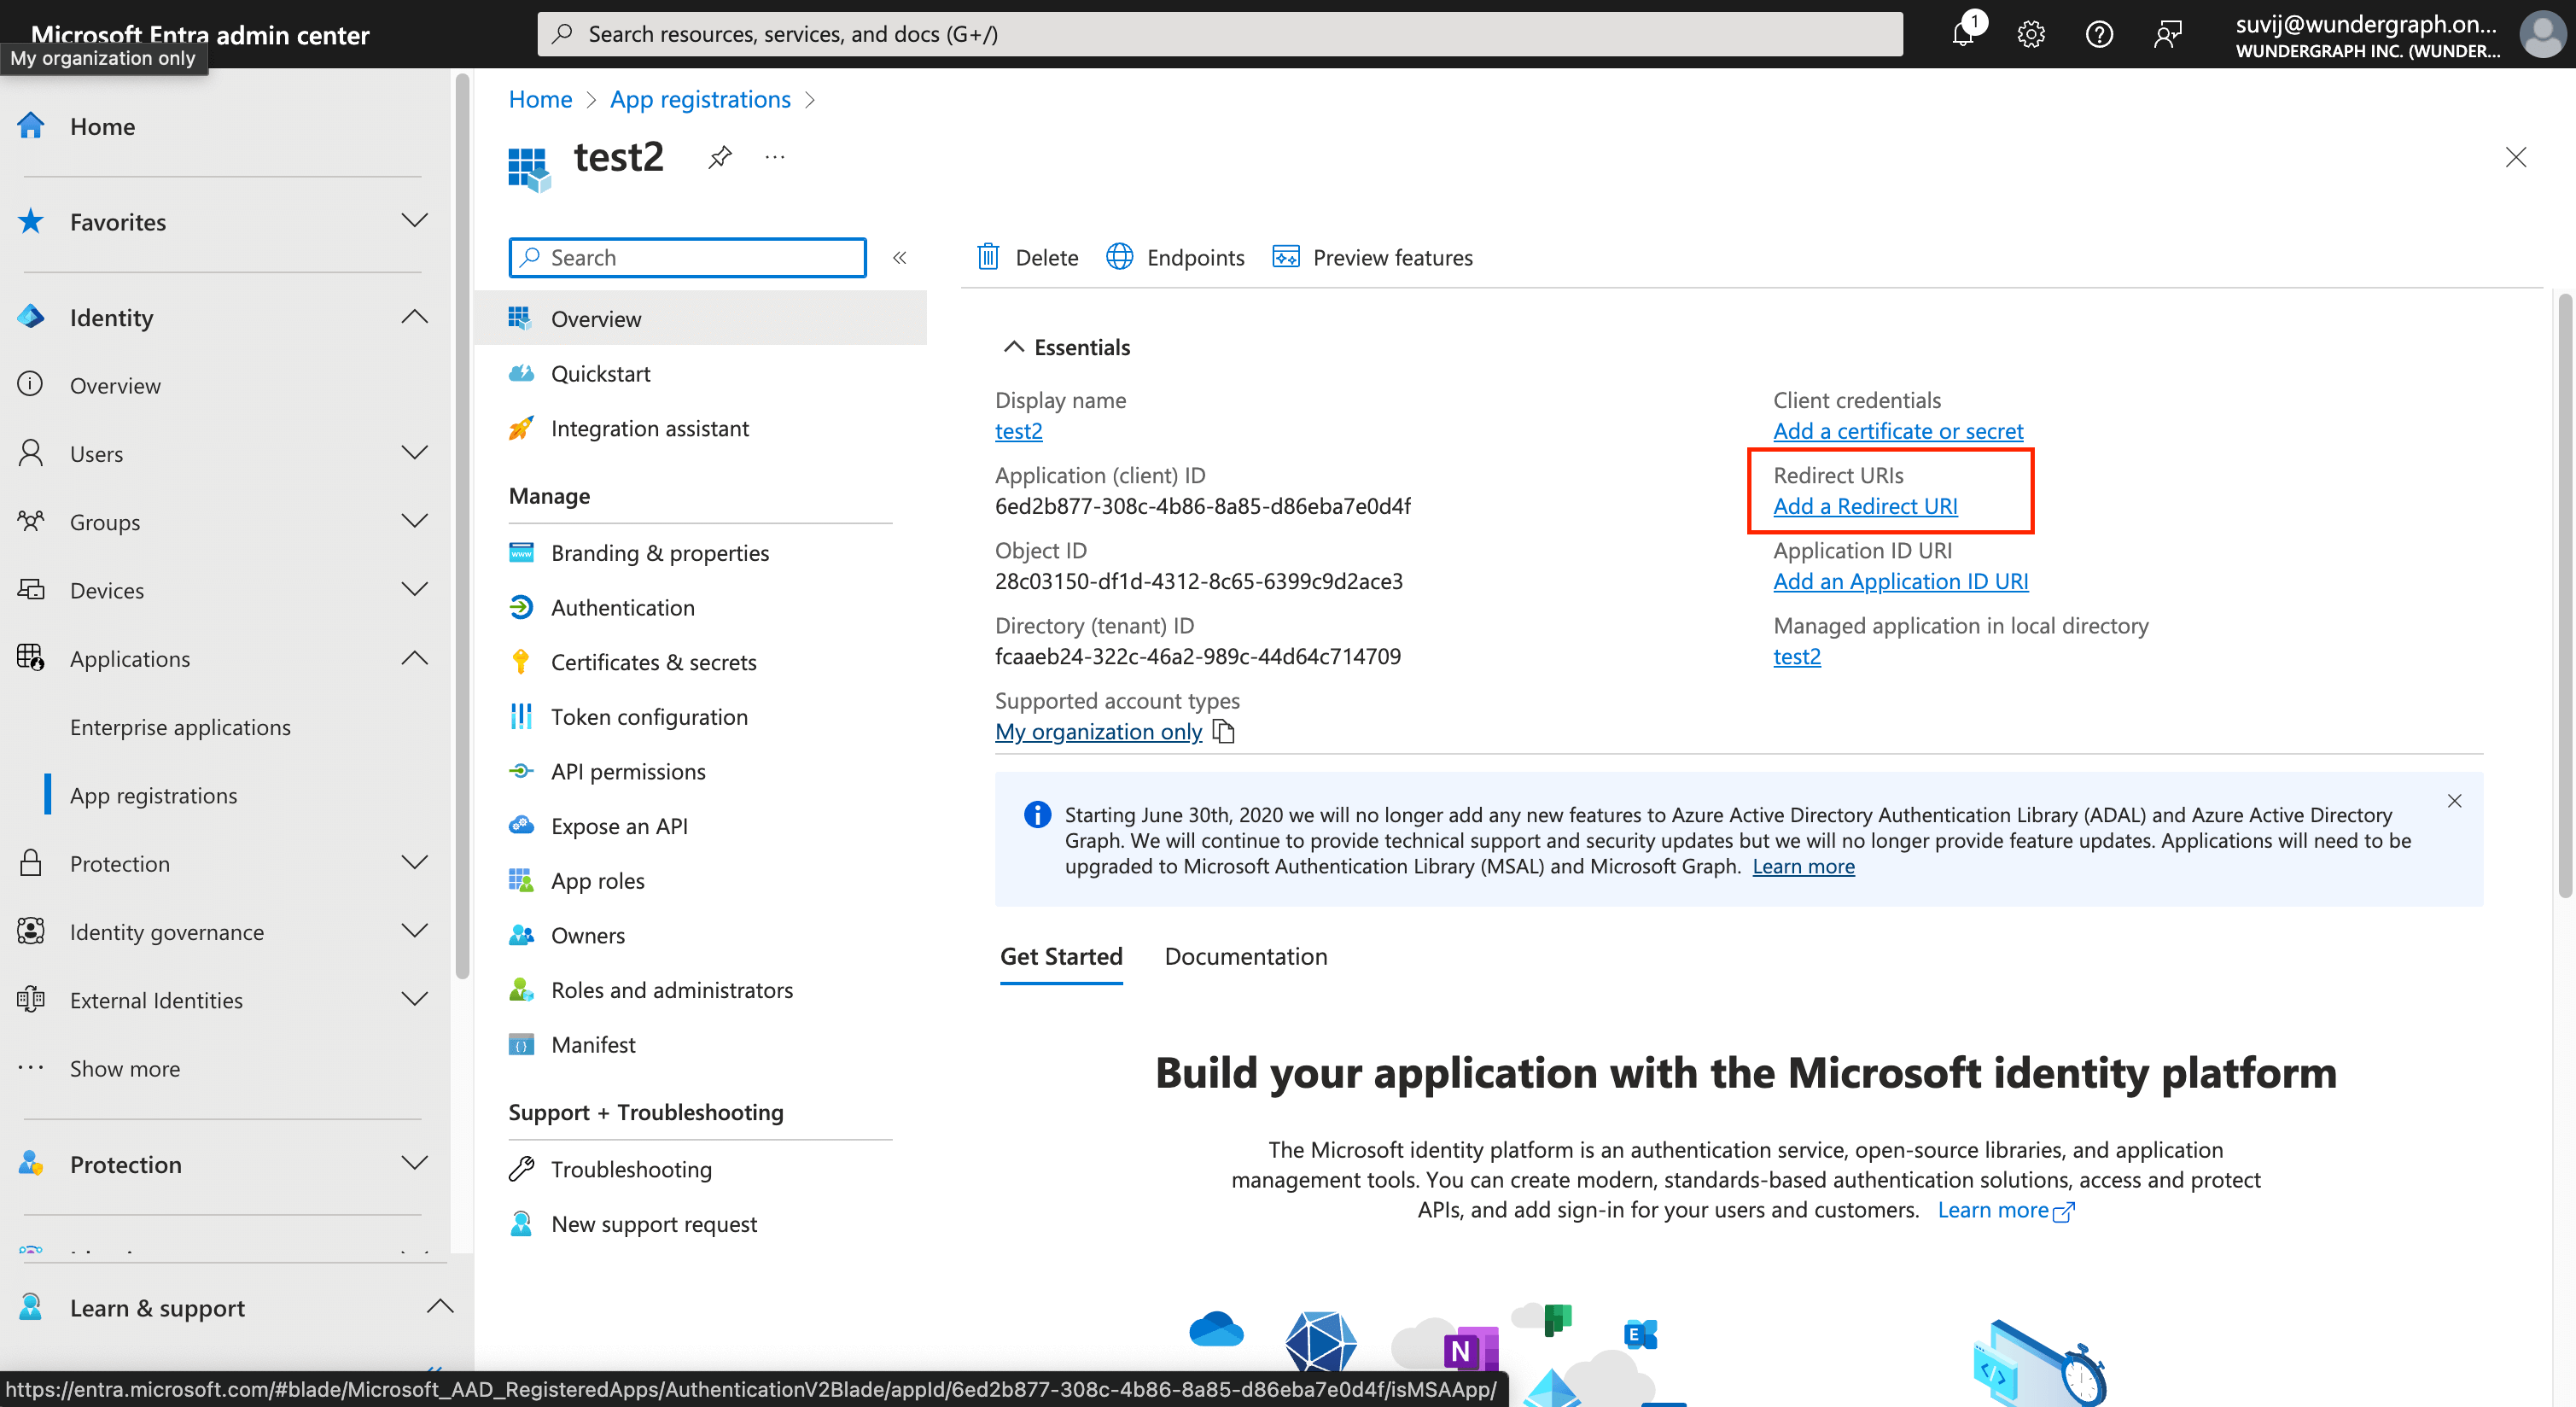 Microsoft Entra admin center
My organization only
Search resources, services, and docs (G+/)
1
suvij@wundergraph.on...
WUNDERGRAPH INC. (WUNDER...
Home
Favorites
Identity
Overview
Users
Groups
Devices
Applications
Enterprise applications
App registrations
Protection
Identity governance
External Identities
Show more
Protection
Learn & support
Home > App registrations >
test2
Search
Overview
Quickstart
Integration assistant
Manage
Branding & properties
Authentication
Certificates & secrets
Token configuration
API permissions
Expose an API
App roles
Owners
Roles and administrators
Manifest
Support + Troubleshooting
Troubleshooting
New support request
Delete
Endpoints
Preview features
Essentials
Display name
test2
Application (client) ID
6ed2b877-308c-4b86-8a85-d86eba7e0d4f
Object ID
28c03150-df1d-4312-8c65-6399c9d2ace3
Directory (tenant) ID
fcaaeb24-322c-46a2-989c-44d64c714709
Supported account types
My organization only
Client credentials
Add a certificate or secret
Redirect URIs
Add a Redirect URI
Application ID URI
Add an Application ID URI
Managed application in local directory
test2
Starting June 30th, 2020 we will no longer add any new features to Azure Active Directory Authentication Library (ADAL) and Azure Active Directory
Graph. We will continue to provide technical support and security updates but we will no longer provide feature updates. Applications will need to be
upgraded to Microsoft Authentication Library (MSAL) and Microsoft Graph. Learn more
Get Started
Documentation
Build your application with the Microsoft identity platform
The Microsoft identity platform is an authentication service, open-source libraries, and application
management tools. You can create modern, standards-based authentication solutions, access and protect
APIs, and add sign-in for your users and customers. Learn more
N
E
https://entra.microsoft.com/#blade/Microsoft_AAD_RegisteredApps/AuthenticationV2Blade/appId/6ed2b877-308c-4b86-8a85-d86eba7e0d4f/isMSAApp/